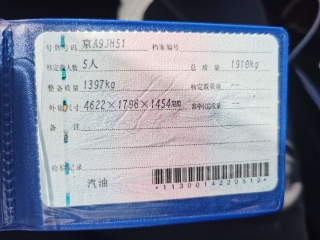 号牌号码 京A9JM51 档案编号
核定载人数 5人 总质量 1910kg
整备质量 1397kg 核定载质量 --
外廓尺寸 4622×1796×1454mm 准牵引总质量 --
备注
检验记录
汽油
*1130014220512*